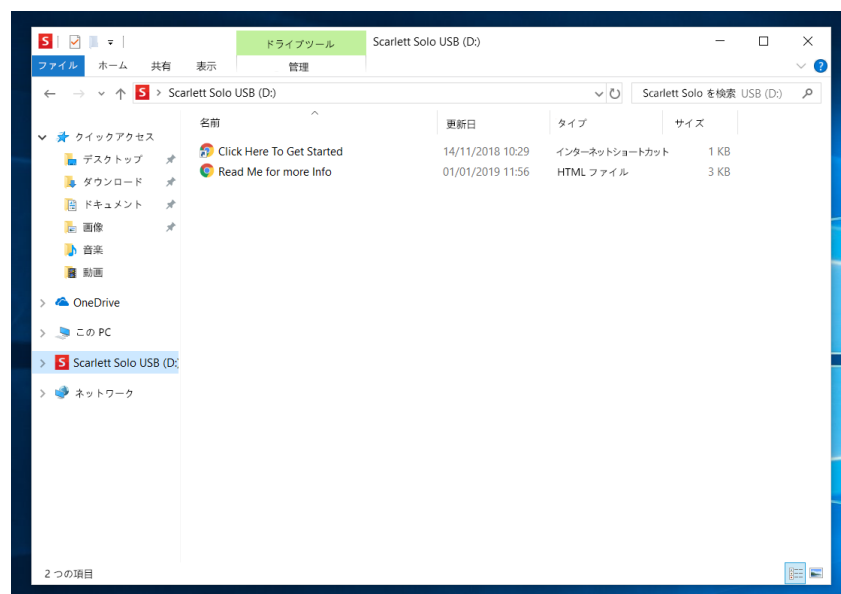 S
ドライブツール
Scarlett Solo USB (D:)
ファイル ホーム 共有 表示 管理
S Scarlett Solo USB (D:)
Scarlett Solo を検索 USB (D:)
名前 更新日 タイプ サイズ
クイックアクセス
デスクトップ
ダウンロード
ドキュメント
画像
音楽
動画
OneDrive
この PC
S Scarlett Solo USB (D:
ネットワーク
Click Here To Get Started 14/11/2018 10:29 インターネットショートカット 1 KB
Read Me for more Info 01/01/2019 11:56 HTML ファイル 3 KB
2 つの項目